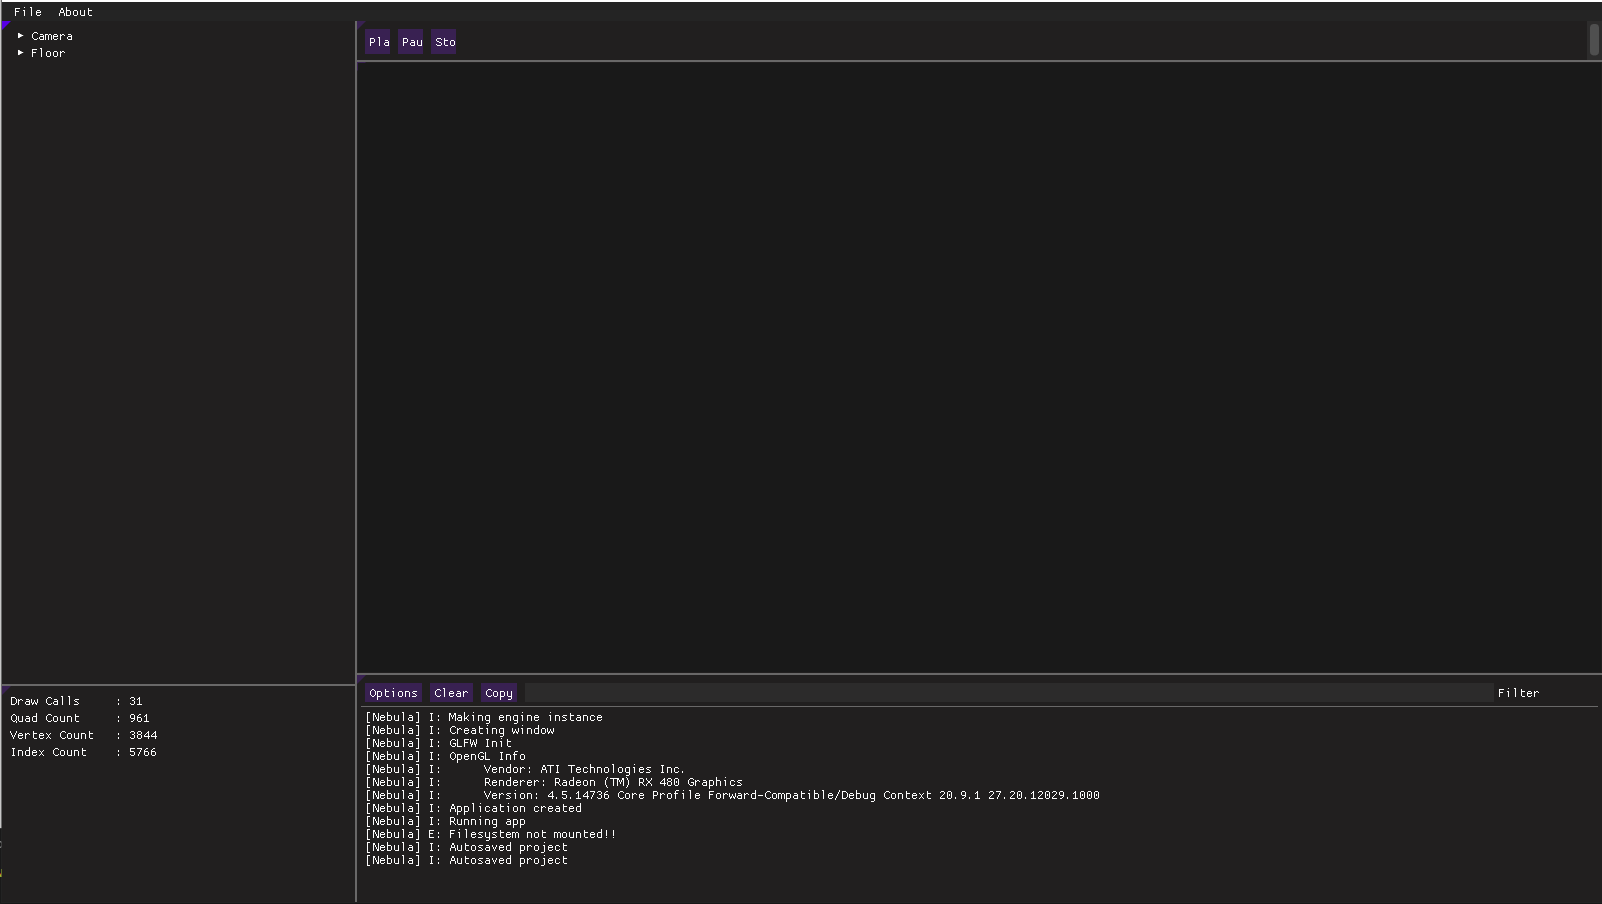 File About
Camera
Floor
Pla Pau Sto
Draw Calls : 31
Quad Count : 961
Vertex Count : 3844
Index Count : 5766
Options Clear Copy Filter
[Nebula] I: Making engine instance
[Nebula] I: Creating window
[Nebula] I: GLFW Init
[Nebula] I: OpenGL Info
[Nebula] I: Vendor: ATI Technologies Inc.
[Nebula] I: Renderer: Radeon (TM) RX 480 Graphics
[Nebula] I: Version: 4.5.14736 Core Profile Forward-Compatible/Debug Context 20.9.1 27.20.12029.1000
[Nebula] I: Application created
[Nebula] I: Running app
[Nebula] E: Filesystem not mounted!!
[Nebula] I: Autosaved project
[Nebula] I: Autosaved project